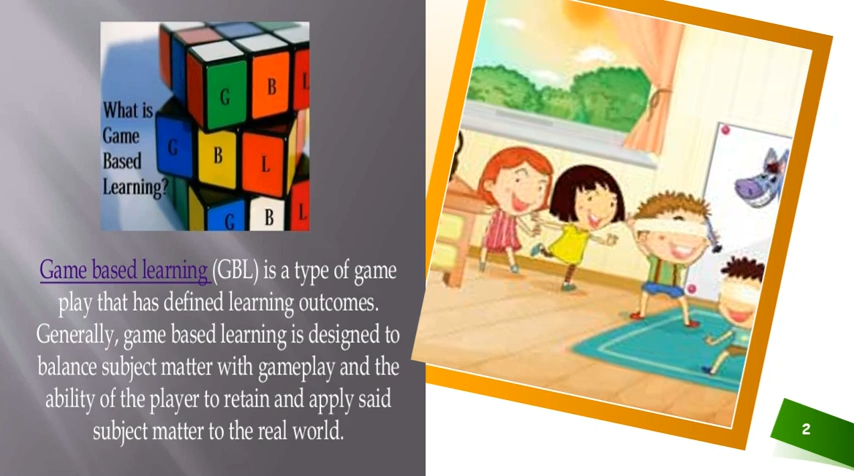 What is
Game
Based
Learning?
G B L
G B L
G B L
Game based learning (GBL) is a type of game
play that has defined learning outcomes.
Generally, game based learning is designed to
balance subject matter with gameplay and the
ability of the player to retain and apply said
subject matter to the real world.
2